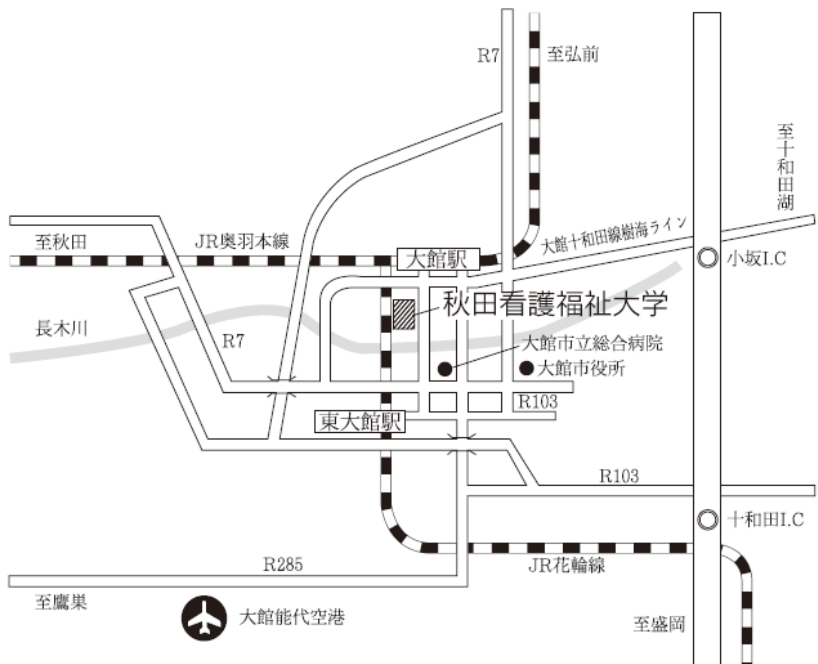 R7
至弘前
至十和田湖
至秋田
JR奥羽本線
大館駅
大館十和田線樹海ライン
小坂I.C
秋田看護福祉大学
長木川
R7
大館市立総合病院
大館市役所
R103
東大館駅
R103
十和田I.C
R285
JR花輪線
至鷹巣
大館能代空港
至盛岡